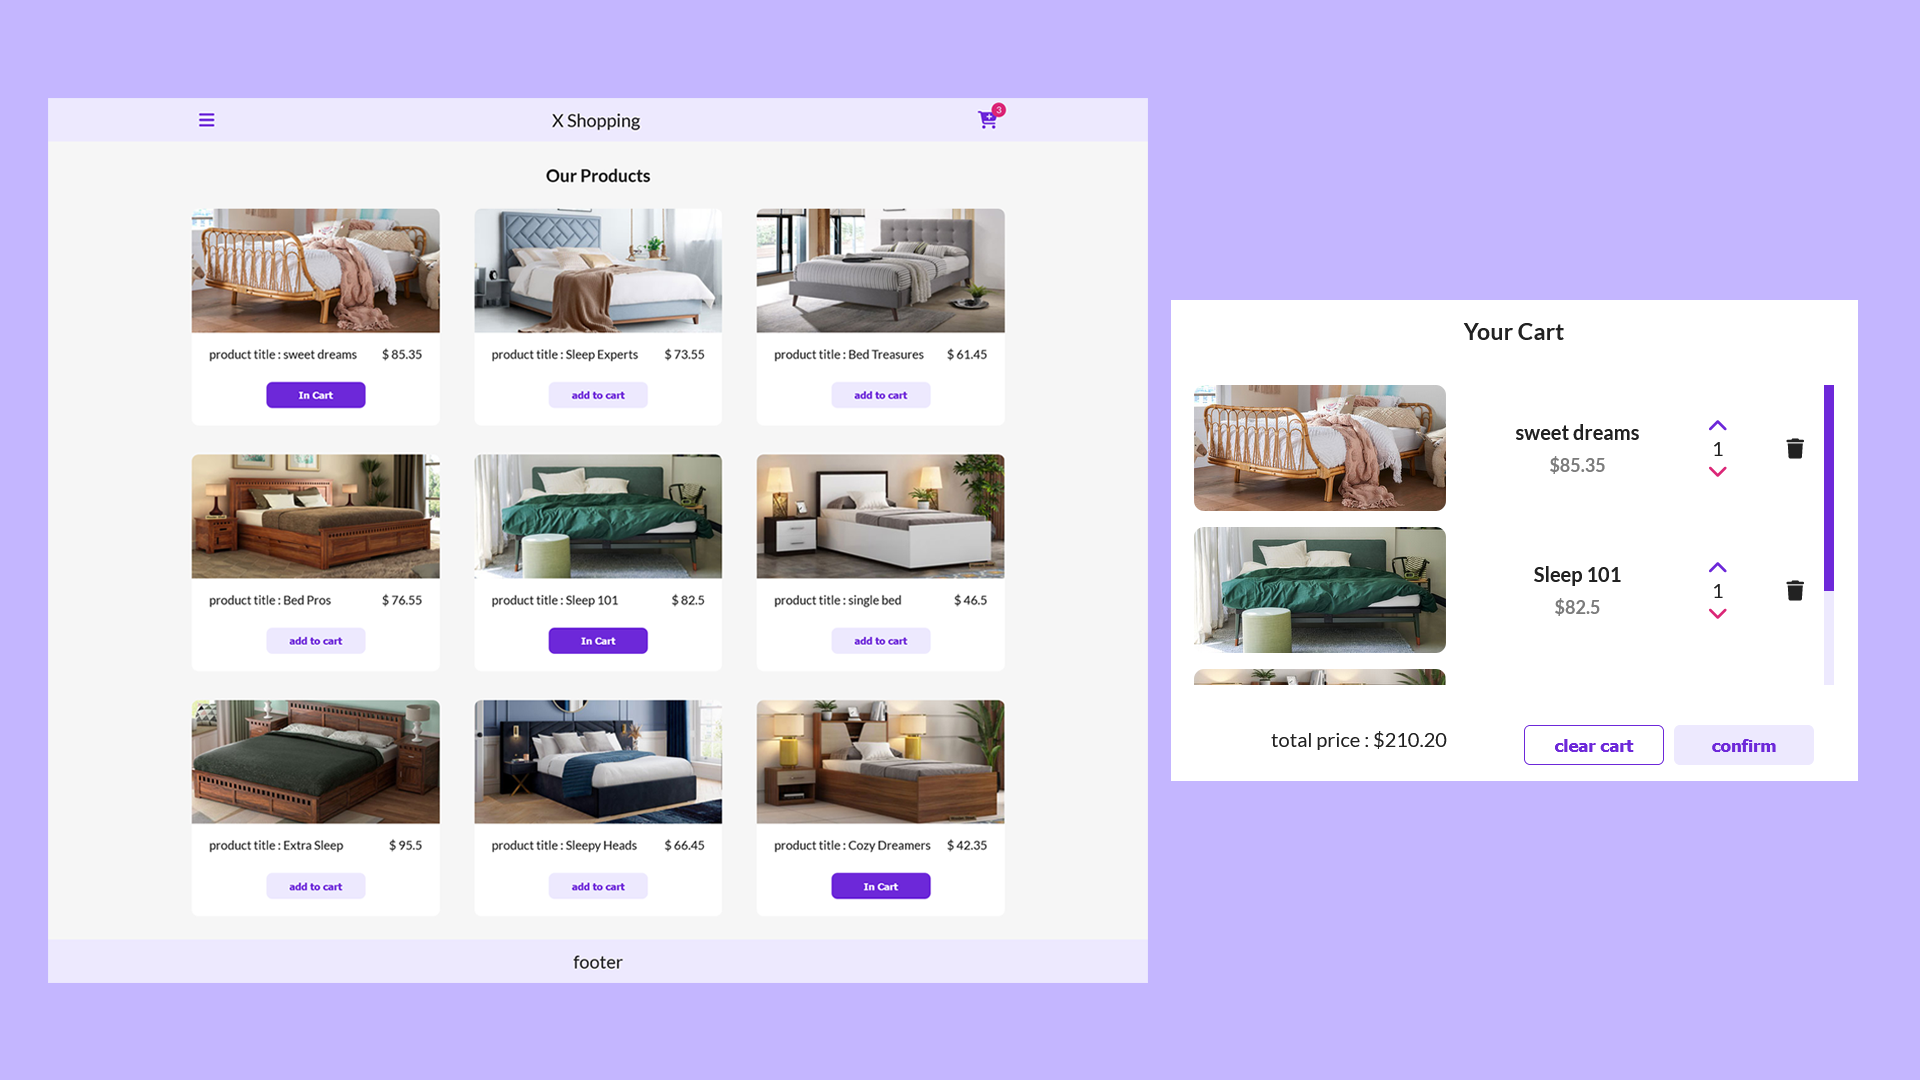 X Shopping
3
Our Products
product title : sweet dreams $ 85.35
In Cart
product title : Sleep Experts $ 73.55
add to cart
product title : Bed Treasures $ 61.45
add to cart
product title : Bed Pros $ 76.55
add to cart
product title : Sleep 101 $ 82.5
In Cart
product title : single bed $ 46.5
add to cart
product title : Extra Sleep $ 95.5
add to cart
product title : Sleepy Heads $ 66.45
add to cart
product title : Cozy Dreamers $ 42.35
In Cart
footer
Your Cart
sweet dreams
$85.35
1
Sleep 101
$82.5
1
total price : $210.20
clear cart
confirm